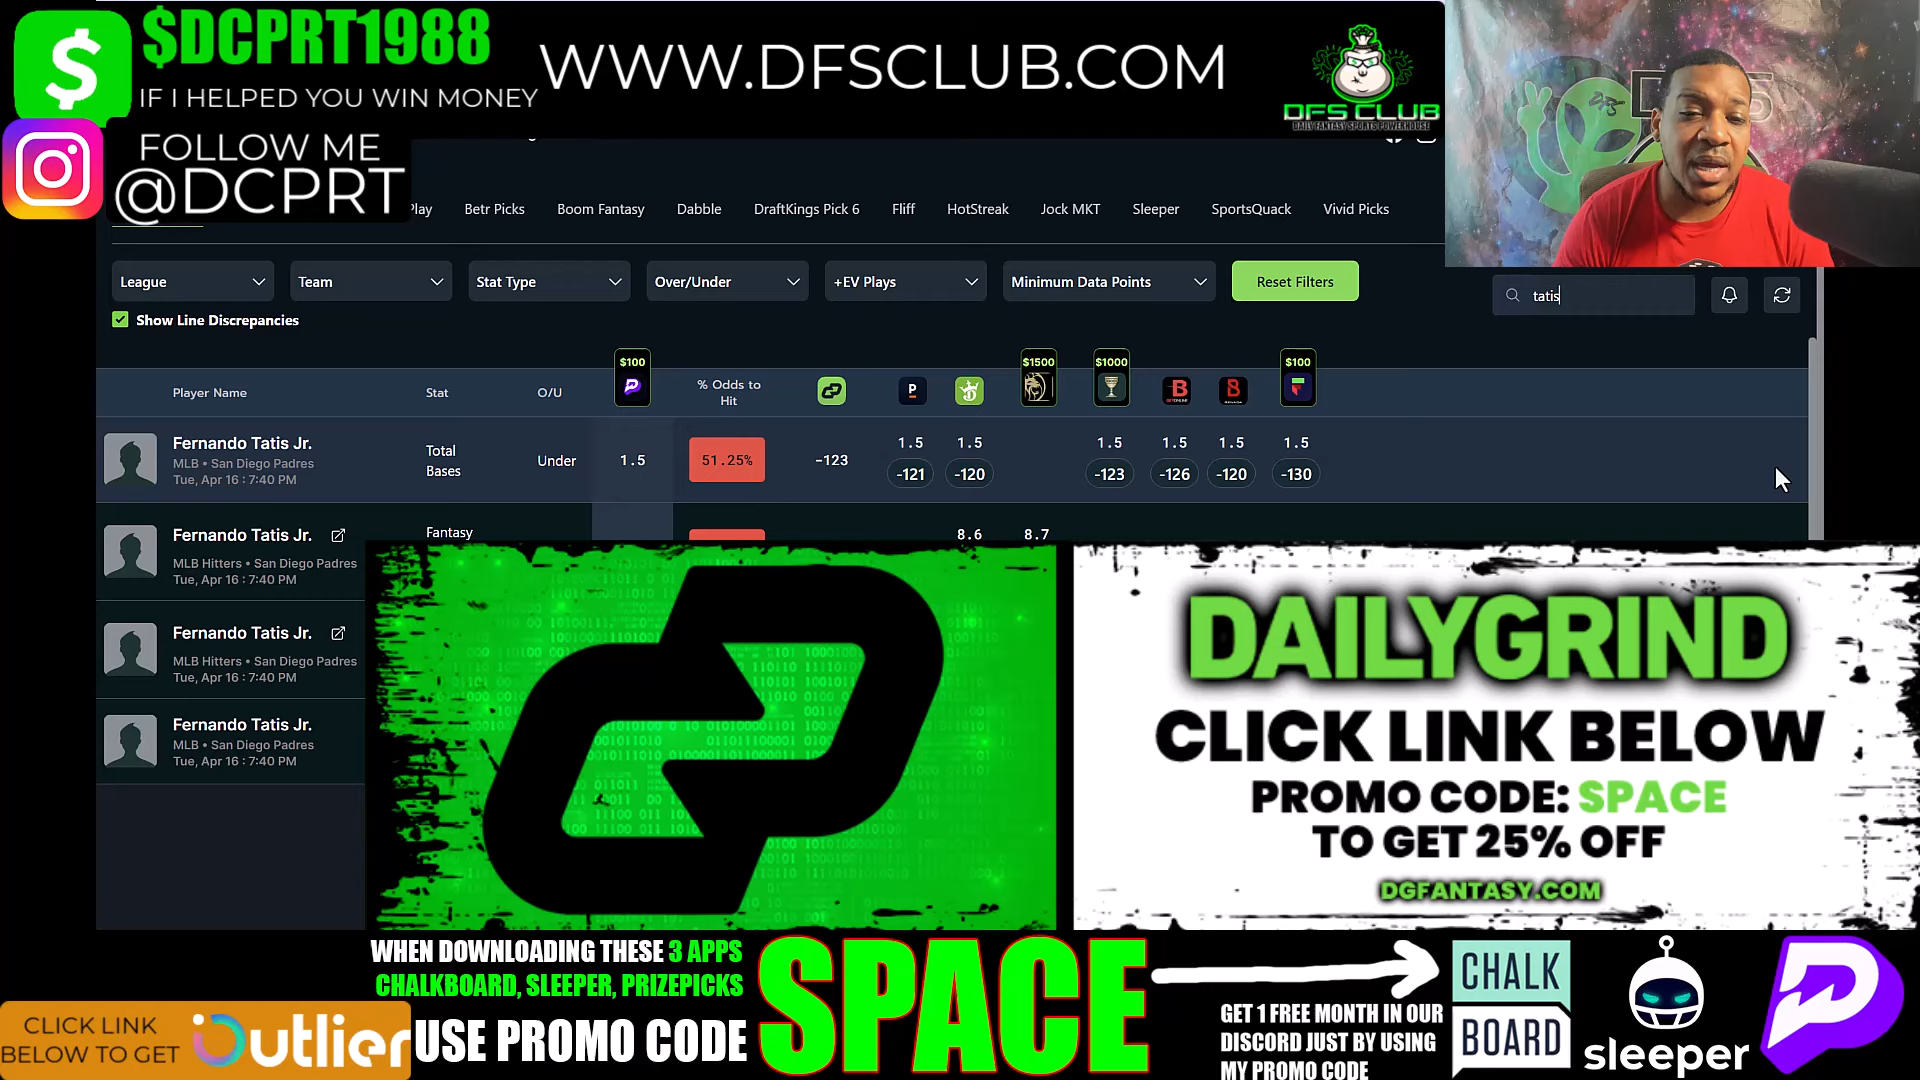 $DCPRT1988
IF I HELPED YOU WIN MONEY
WWW.DFSCLUB.COM
DFS CLUB
DAILY FANTASY SPORTS POWERHOUSE
FOLLOW ME
@DCPRT
Play
Betr Picks
Boom Fantasy
Dabble
DraftKings Pick 6
Fliff
HotStreak
Jock MKT
Sleeper
SportsQuack
Vivid Picks
League
Team
Stat Type
Over/Under
+EV Plays
Minimum Data Points
Reset Filters
tatis
Show Line Discrepancies
$100
$1500
$1000
$100
Player Name
Stat
O/U
% Odds to
Hit
Fernando Tatis Jr.
MLB • San Diego Padres
Tue, Apr 16 : 7:40 PM
Total
Bases
Under
1.5
51.25%
-123
1.5 1.5 1.5 1.5 1.5 1.5
-121 -120 -123 -126 -120 -130
Fernando Tatis Jr.
MLB Hitters • San Diego Padres
Tue, Apr 16 : 7:40 PM
Fantasy
8.6 8.7
Fernando Tatis Jr.
MLB Hitters • San Diego Padres
Tue, Apr 16 : 7:40 PM
Fernando Tatis Jr.
MLB • San Diego Padres
Tue, Apr 16 : 7:40 PM
DAILYGRIND
CLICK LINK BELOW
PROMO CODE: SPACE
TO GET 25% OFF
DGFANTASY.COM
WHEN DOWNLOADING THESE 3 APPS
CHALKBOARD, SLEEPER, PRIZEPICKS
USE PROMO CODE
SPACE
CLICK LINK
BELOW TO GET
Outlier
GET 1 FREE MONTH IN OUR
DISCORD JUST BY USING
MY PROMO CODE
CHALK
BOARD
sleeper